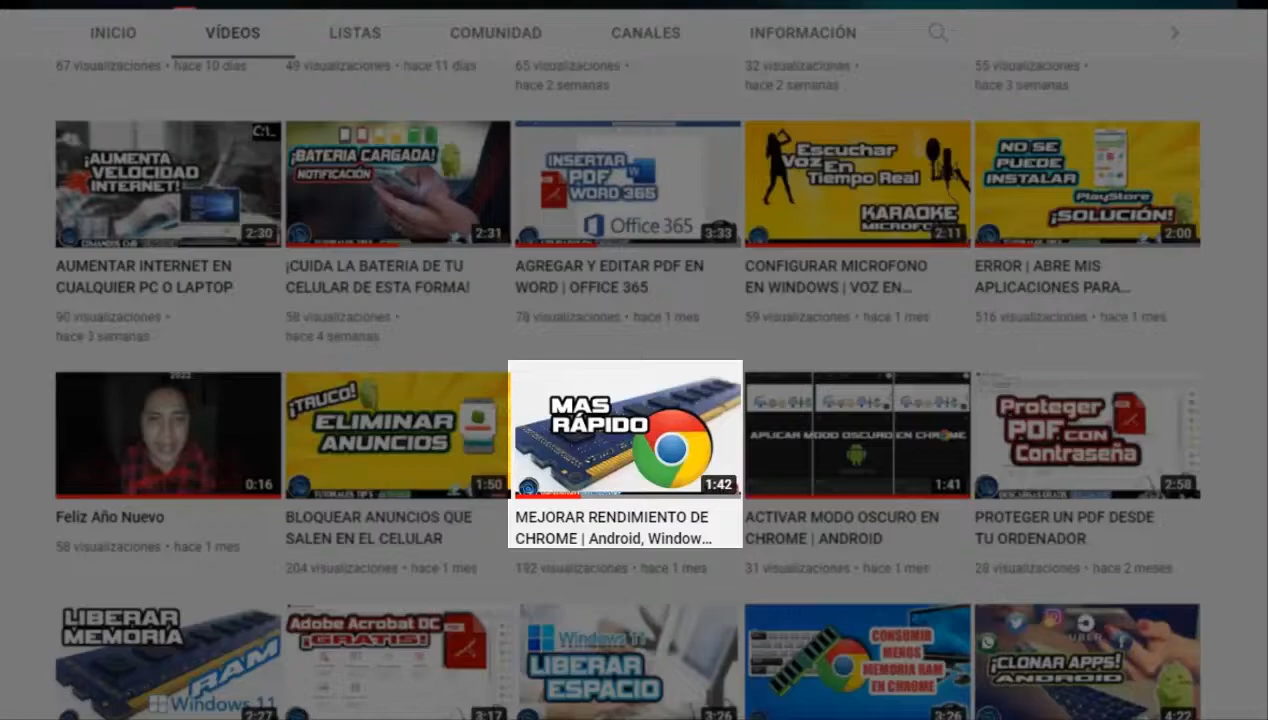 INICIO
VÍDEOS
LISTAS
COMUNIDAD
CANALES
INFORMACIÓN
67 visualizaciones • hace 10 días
49 visualizaciones • hace 11 días
65 visualizaciones •
hace 2 semanas
32 visualizaciones •
hace 2 semanas
55 visualizaciones •
hace 3 semanas
¡AUMENTA
VELOCIDAD
INTERNET!
C:\..
2:30
¡BATERIA CARGADA!
NOTIFICACIÓN
2:31
INSERTAR
PDF
WORD 365
Office 365
3:33
Escuchar
Voz En
Tiempo Real
KARAOKE
MICROF
2:11
NO SE
PUEDE
INSTALAR
PlayStore
¡SOLUCIÓN!
2:00
AUMENTAR INTERNET EN
CUALQUIER PC O LAPTOP
90 visualizaciones •
hace 3 semanas
¡CUIDA LA BATERIA DE TU
CELULAR DE ESTA FORMA!
58 visualizaciones •
hace 4 semanas
AGREGAR Y EDITAR PDF EN
WORD | OFFICE 365
78 visualizaciones • hace 1 mes
CONFIGURAR MICROFONO
EN WINDOWS | VOZ EN...
59 visualizaciones • hace 1 mes
ERROR | ABRE MIS
APLICACIONES PARA...
516 visualizaciones • hace 1 mes
2022
0:16
¡TRUCO!
ELIMINAR
ANUNCIOS
1:50
MAS
RÁPIDO
1:42
APLICAR MODO OSCURO EN CHROME
1:41
Proteger
PDF CON
Contraseña
2:58
Feliz Año Nuevo
58 visualizaciones • hace 1 mes
BLOQUEAR ANUNCIOS QUE
SALEN EN EL CELULAR
204 visualizaciones • hace 1 mes
MEJORAR RENDIMIENTO DE
CHROME | Android, Window...
192 visualizaciones • hace 1 mes
ACTIVAR MODO OSCURO EN
CHROME | ANDROID
31 visualizaciones • hace 1 mes
PROTEGER UN PDF DESDE
TU ORDENADOR
28 visualizaciones • hace 2 meses
LIBERAR
MEMORIA
RAM
Windows 11
2:27
Adobe Acrobat DC
¡GRATIS!
3:17
Windows 11
LIBERAR
ESPACIO
3:26
CONSUMIR
MENOS
MEMORIA RAM
EN CHROME
3:26
UBER
¡CLONAR APPS!
ANDROID
4:22